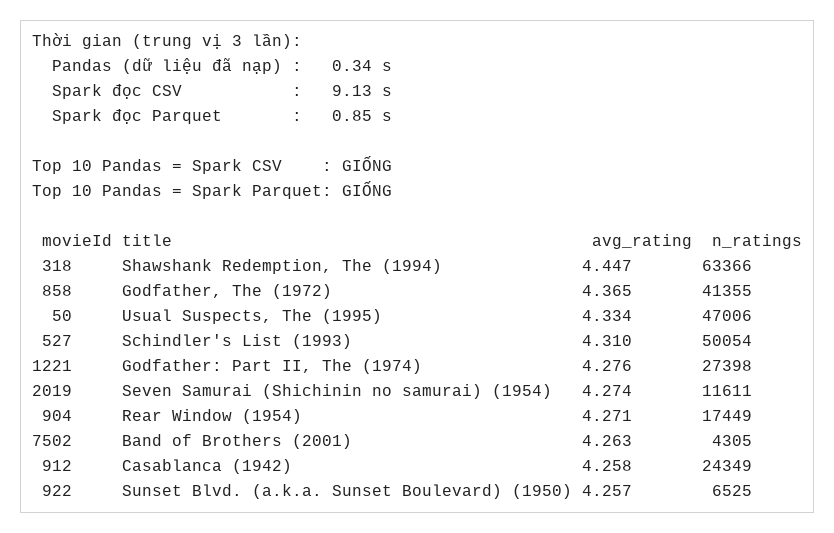 Thời gian (trung vị 3 lần):
  Pandas (dữ liệu đã nạp) :   0.34 s
  Spark đọc CSV           :   9.13 s
  Spark đọc Parquet       :   0.85 s

Top 10 Pandas = Spark CSV    : GIỐNG
Top 10 Pandas = Spark Parquet: GIỐNG

 movieId title                                          avg_rating  n_ratings
 318     Shawshank Redemption, The (1994)              4.447       63366
 858     Godfather, The (1972)                         4.365       41355
  50     Usual Suspects, The (1995)                    4.334       47006
 527     Schindler's List (1993)                       4.310       50054
1221     Godfather: Part II, The (1974)                4.276       27398
2019     Seven Samurai (Shichinin no samurai) (1954)   4.274       11611
 904     Rear Window (1954)                            4.271       17449
7502     Band of Brothers (2001)                       4.263        4305
 912     Casablanca (1942)                             4.258       24349
 922     Sunset Blvd. (a.k.a. Sunset Boulevard) (1950) 4.257        6525